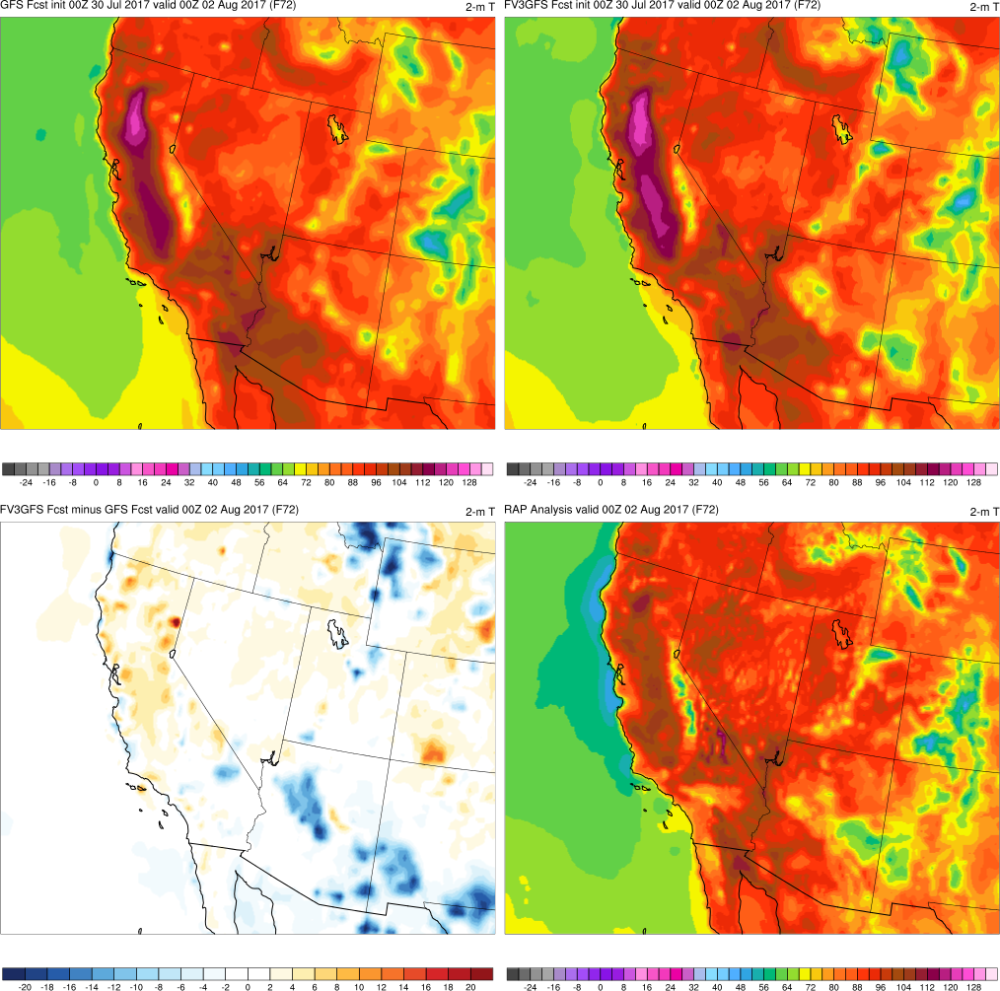 GFS Fcst init 00Z 30 Jul 2017 valid 00Z 02 Aug 2017 (F72) 2-m T
FV3GFS Fcst init 00Z 30 Jul 2017 valid 00Z 02 Aug 2017 (F72) 2-m T
-24 -16 -8 0 8 16 24 32 40 48 56 64 72 80 88 96 104 112 120 128
-24 -16 -8 0 8 16 24 32 40 48 56 64 72 80 88 96 104 112 120 128
FV3GFS Fcst minus GFS Fcst valid 00Z 02 Aug 2017 (F72) 2-m T
RAP Analysis valid 00Z 02 Aug 2017 (F72) 2-m T
-20 -18 -16 -14 -12 -10 -8 -6 -4 -2 0 2 4 6 8 10 12 14 16 18 20
-24 -16 -8 0 8 16 24 32 40 48 56 64 72 80 88 96 104 112 120 128